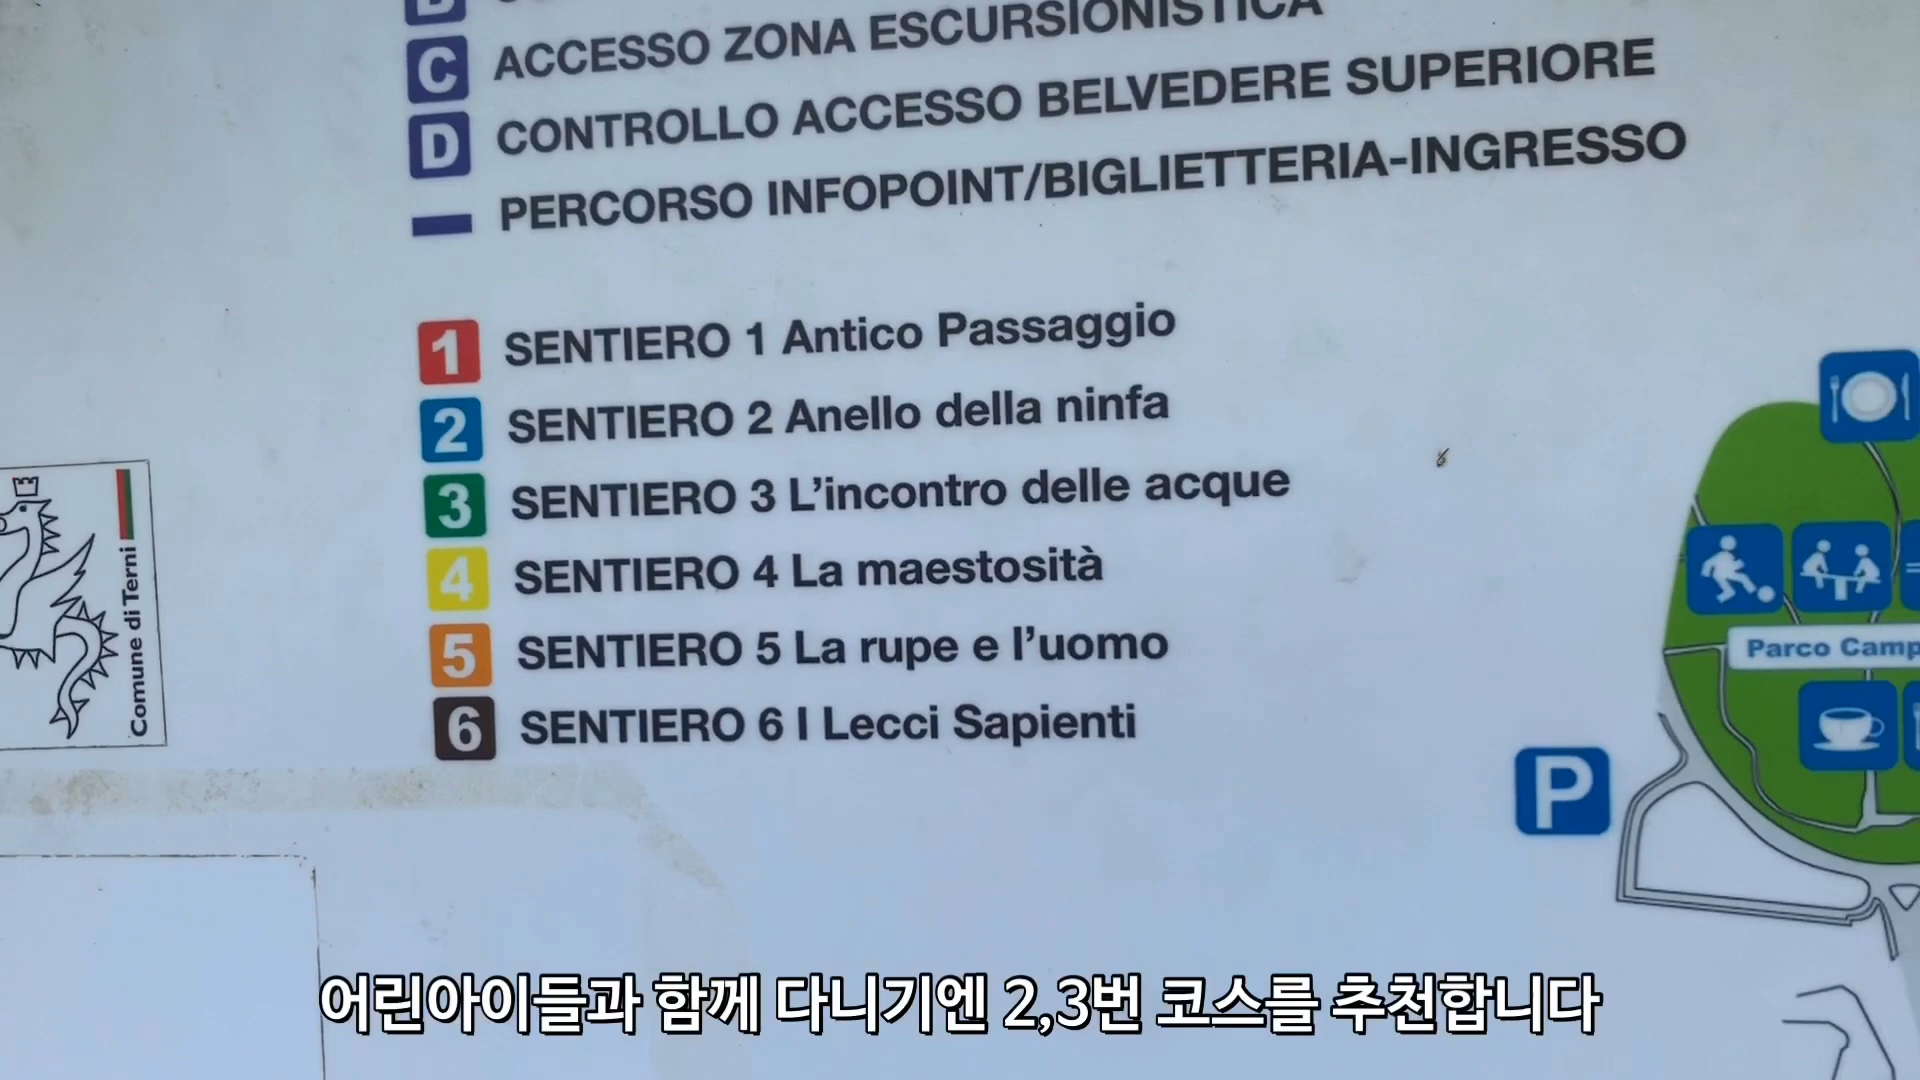 C ACCESSO ZONA ESCURSIONISTICA
D CONTROLLO ACCESSO BELVEDERE SUPERIORE
PERCORSO INFOPOINT/BIGLIETTERIA-INGRESSO
1 SENTIERO 1 Antico Passaggio
2 SENTIERO 2 Anello della ninfa
3 SENTIERO 3 L'incontro delle acque
4 SENTIERO 4 La maestosità
5 SENTIERO 5 La rupe e l'uomo
6 SENTIERO 6 I Lecci Sapienti
Comune di Terni
Parco Camp
P
어린아이들과 함께 다니기엔 2,3번 코스를 추천합니다